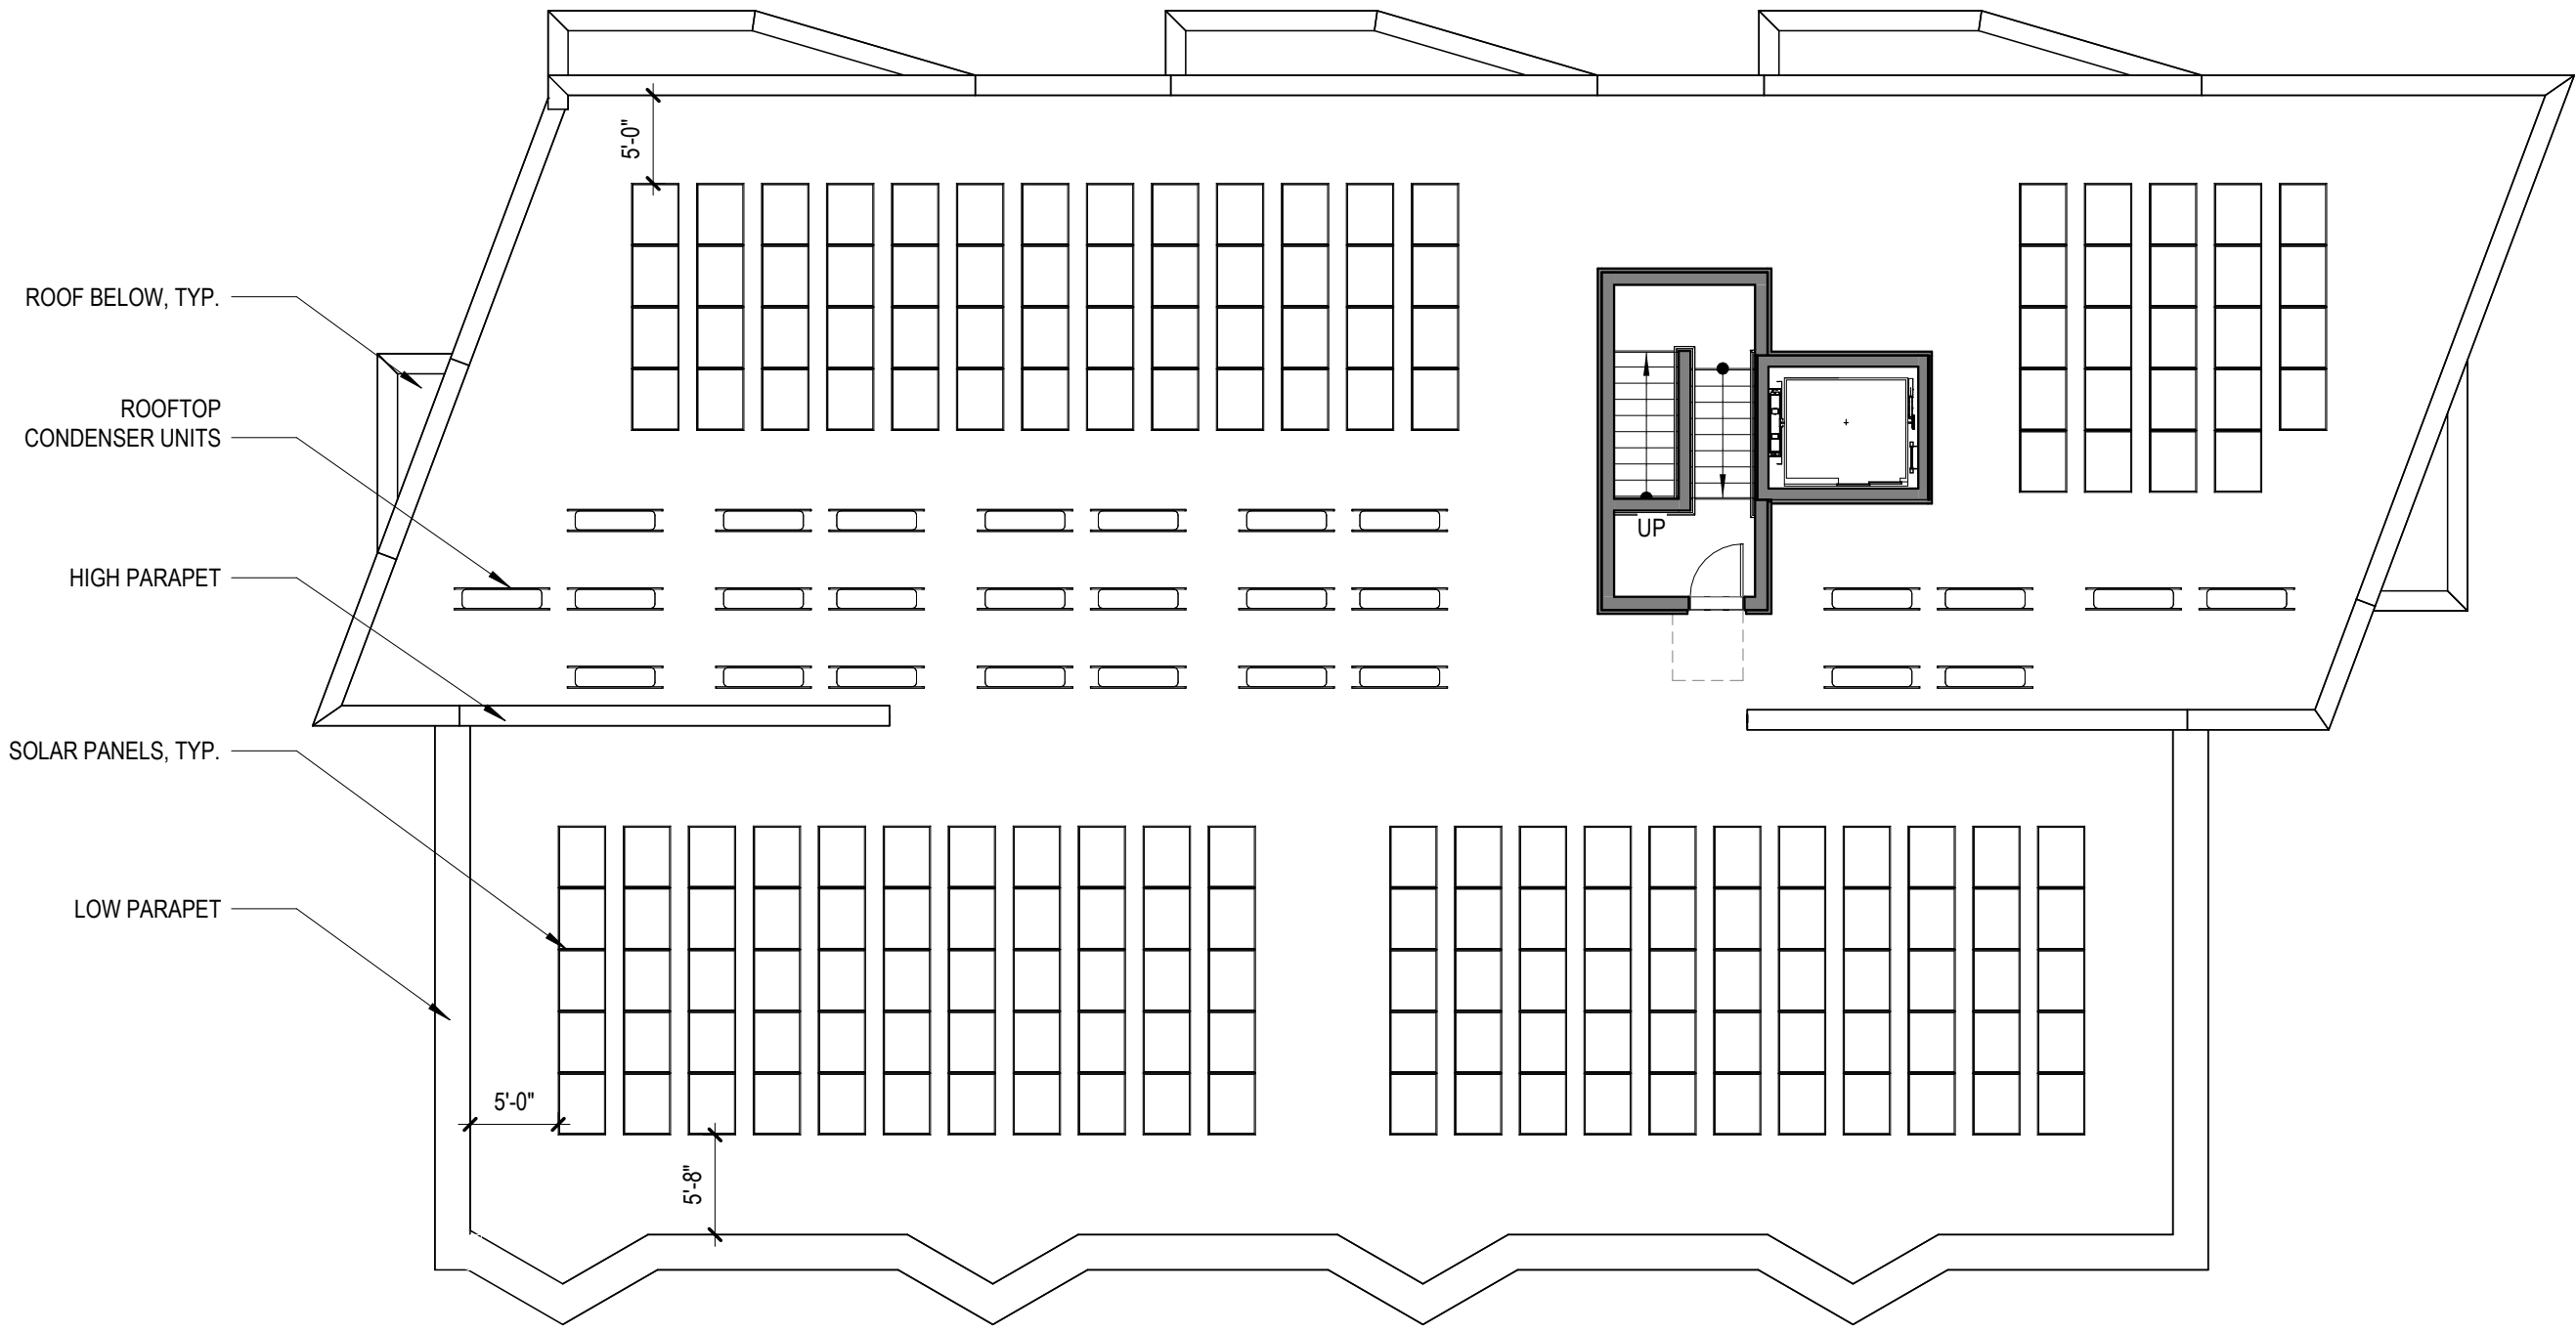 5'-0"
ROOF BELOW, TYP.
ROOFTOP
CONDENSER UNITS
UP
HIGH PARAPET
SOLAR PANELS, TYP.
LOW PARAPET
5'-0"
5'-8"